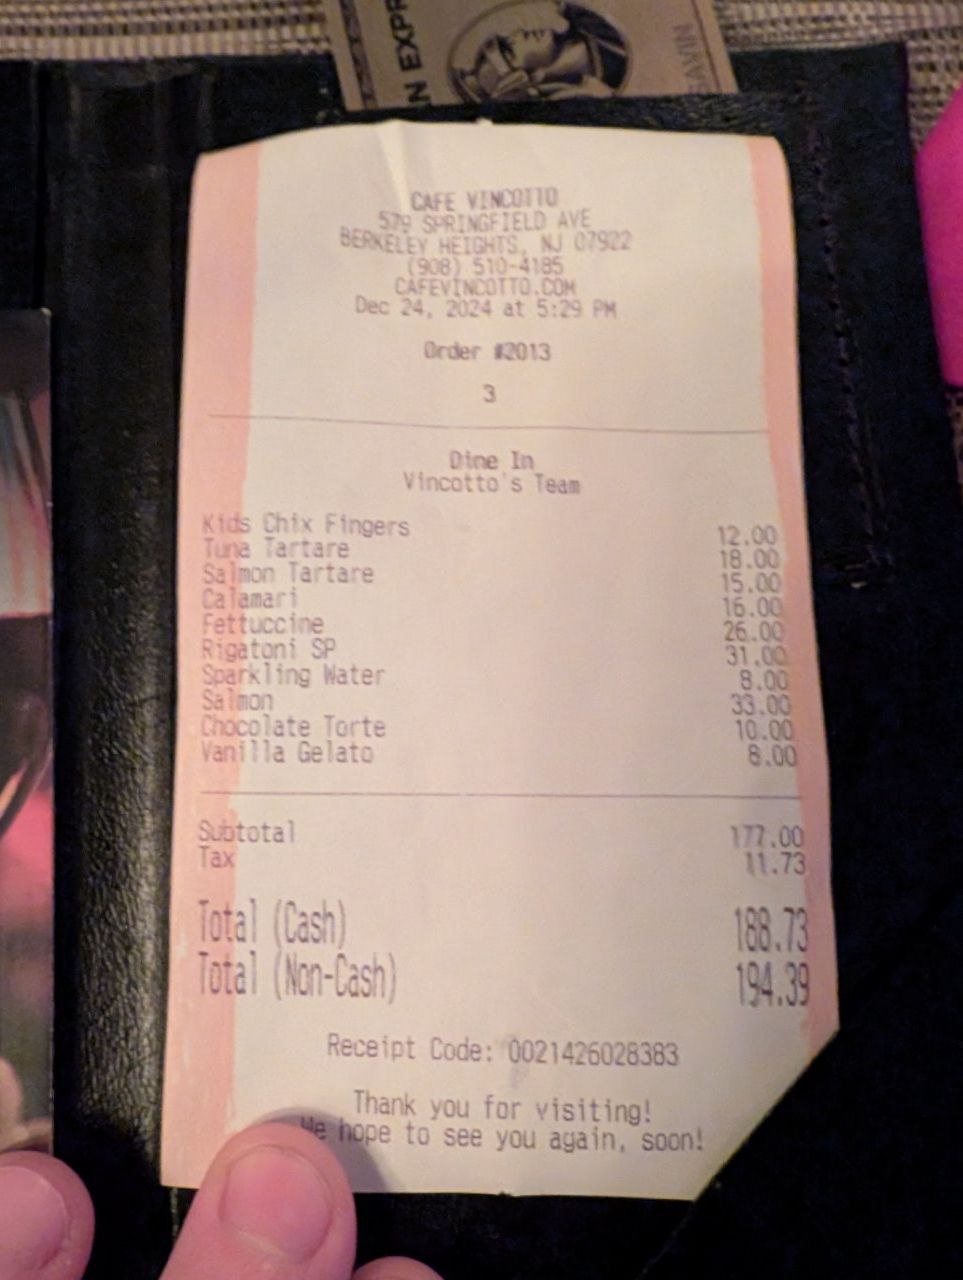 N EXPR
GAMIN
CAFE VINCOTTO
579 SPRINGFIELD AVE
BERKELEY HEIGHTS, NJ 07922
(908) 510-4185
CAFEVINCOTTO.COM
Dec 24, 2024 at 5:29 PM
Order #2013
3
Dine In
Vincotto's Team
Kids Chix Fingers 12.00
Tuna Tartare 18.00
Salmon Tartare 15.00
Calamari 16.00
Fettuccine 26.00
Rigatoni SP 31.00
Sparkling Water 8.00
Salmon 33.00
Chocolate Torte 10.00
Vanilla Gelato 8.00
Subtotal 177.00
Tax 11.73
Total (Cash) 188.73
Total (Non-Cash) 194.39
Receipt Code: 0021426028383
Thank you for visiting!
We hope to see you again, soon!